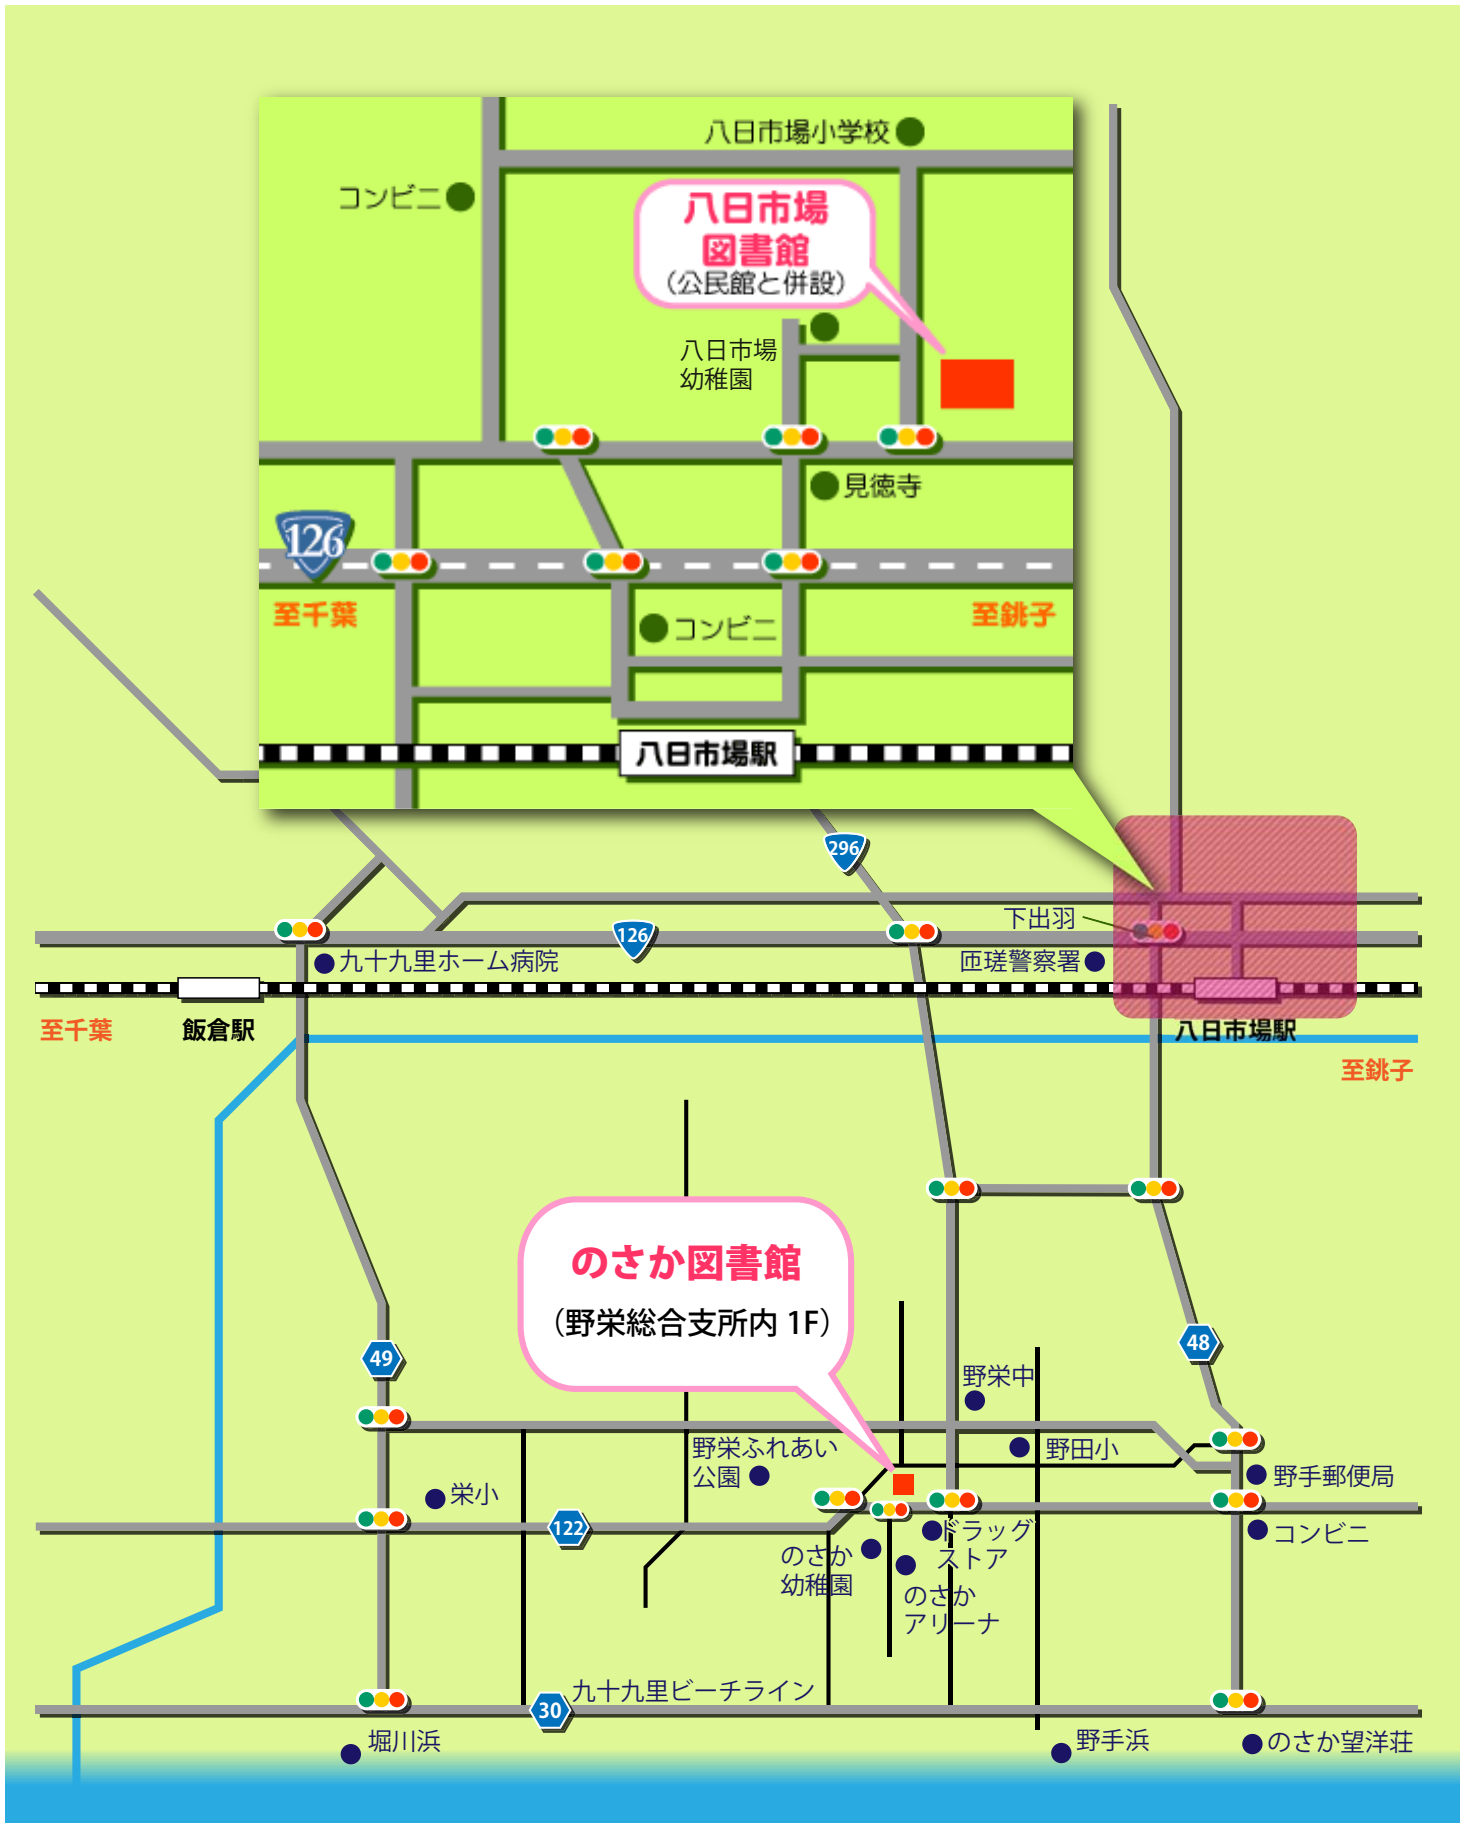 八日市場小学校
コンビニ
八日市場
図書館
（公民館と併設）
八日市場
幼稚園
見徳寺
126
至千葉
至銚子
コンビニ
八日市場駅
296
下出羽
126
九十九里ホーム病院
匝瑳警察署
至千葉
飯倉駅
八日市場駅
至銚子
のさか図書館
（野栄総合支所内 1F）
49
48
野栄中
野栄ふれあい
公園
野田小
野手郵便局
栄小
122
ドラッグ
ストア
コンビニ
のさか
幼稚園
のさか
アリーナ
九十九里ビーチライン
30
堀川浜
野手浜
のさか望洋荘